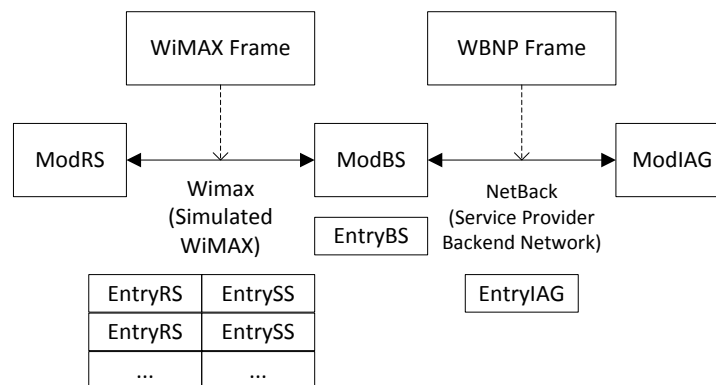 WiMAX Frame
WBNP Frame
ModRS
ModBS
ModIAG
Wimax
(Simulated
WiMAX)
NetBack
(Service Provider
Backend Network)
EntryBS
EntryRS EntrySS
EntryRS EntrySS
... ...
EntryIAG